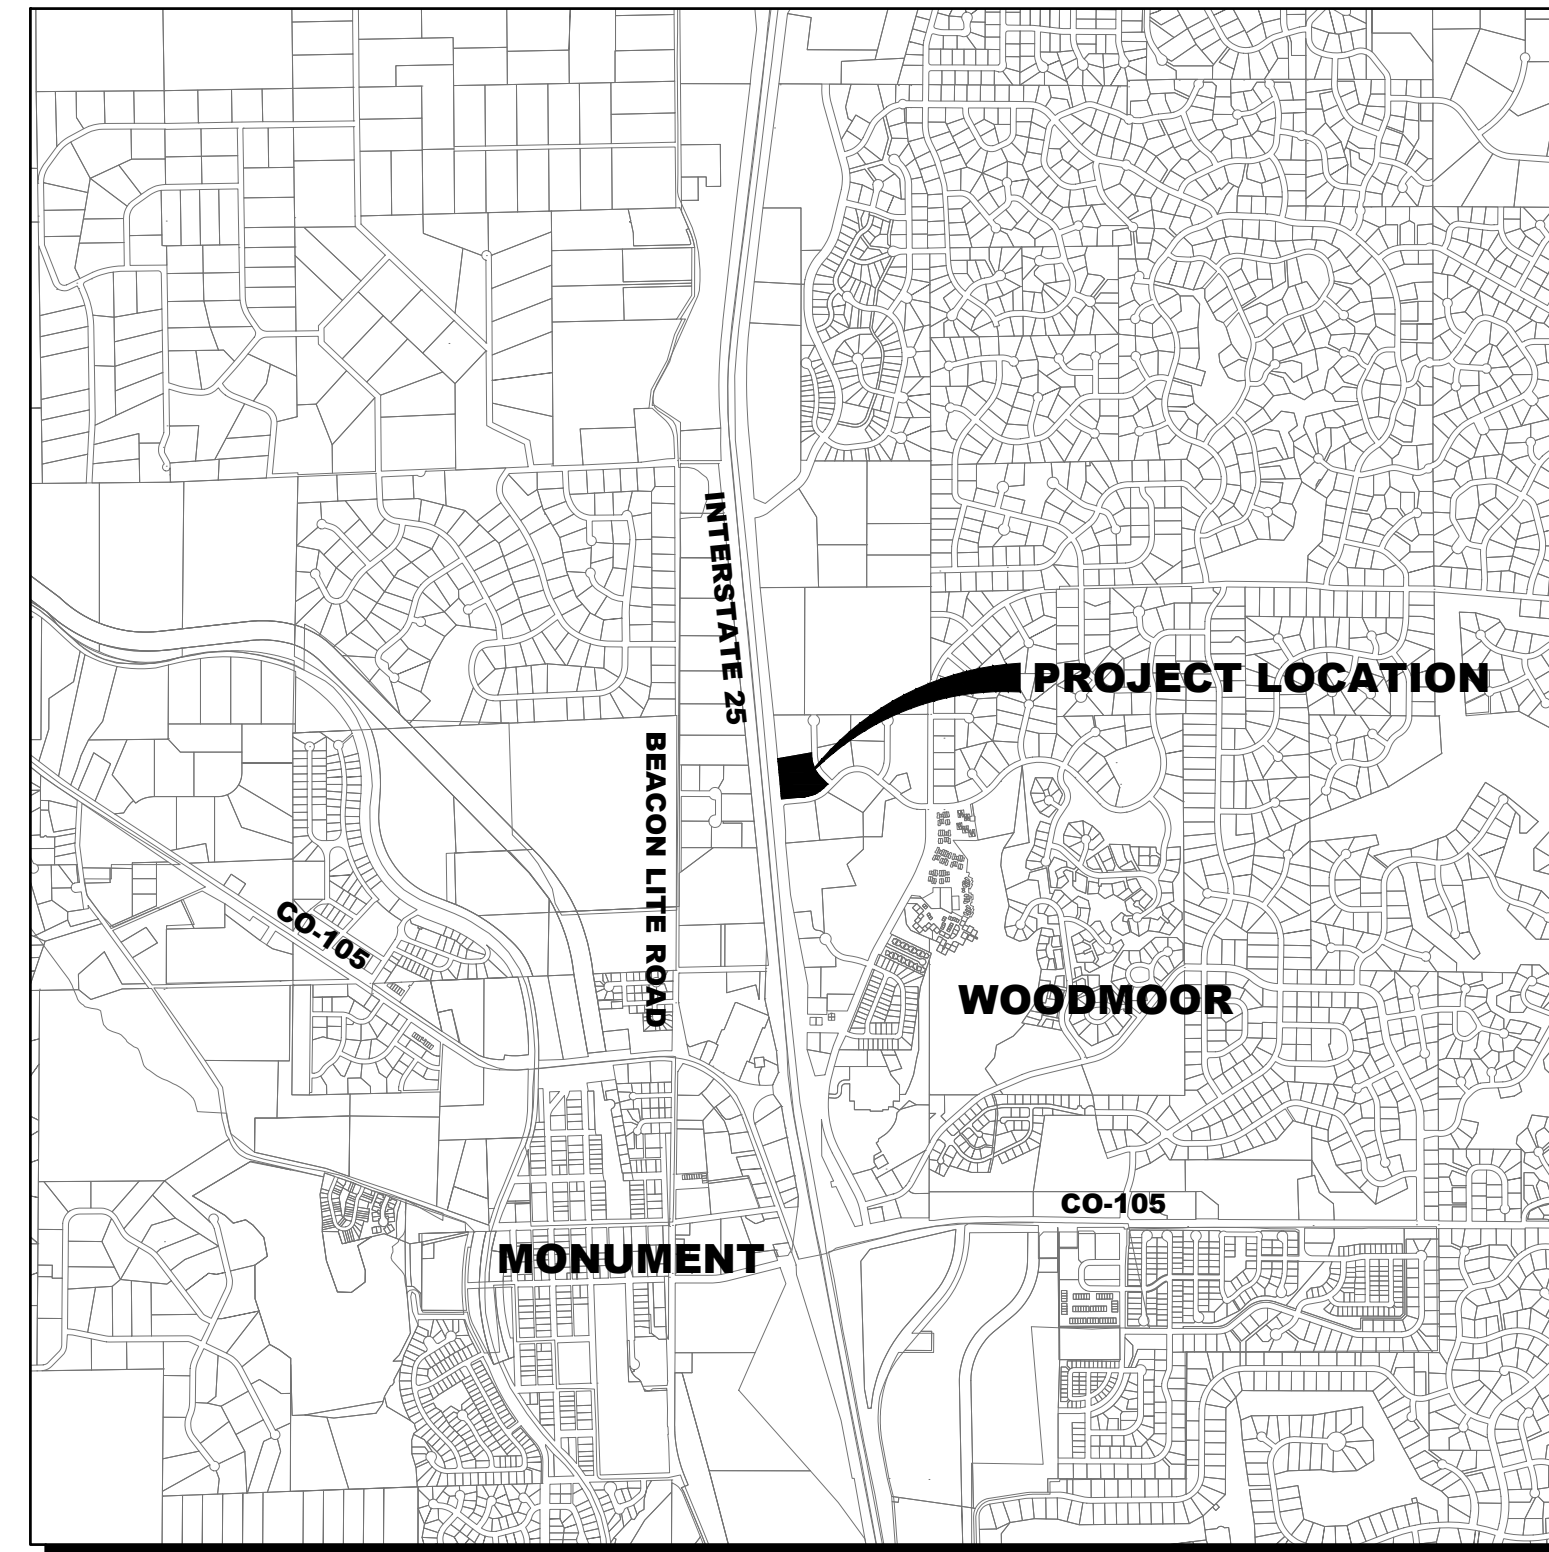 INTERSTATE 25
PROJECT LOCATION
BEACON LITE ROAD
CO-105
WOODMOOR
CO-105
MONUMENT